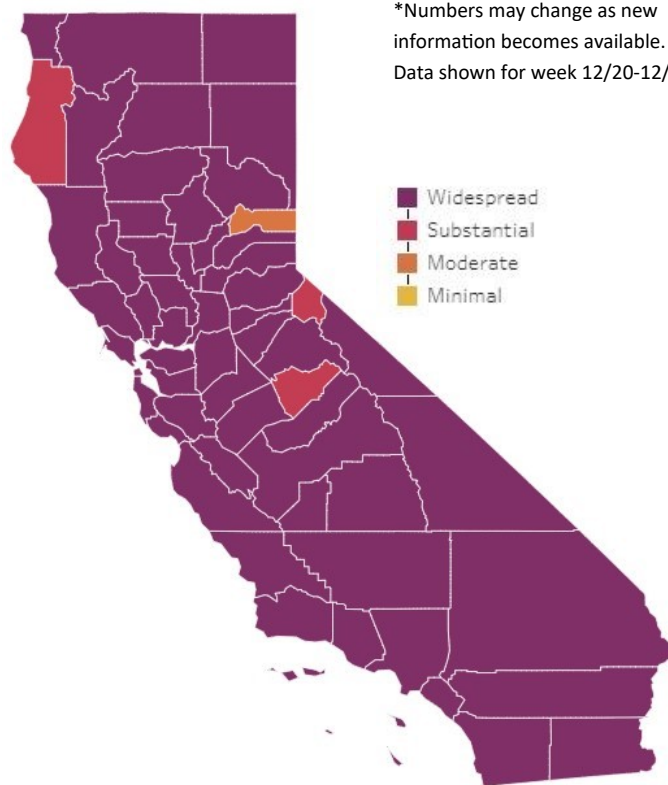 *Numbers may change as new
information becomes available.
Data shown for week 12/20-12/
Widespread
Substantial
Moderate
Minimal